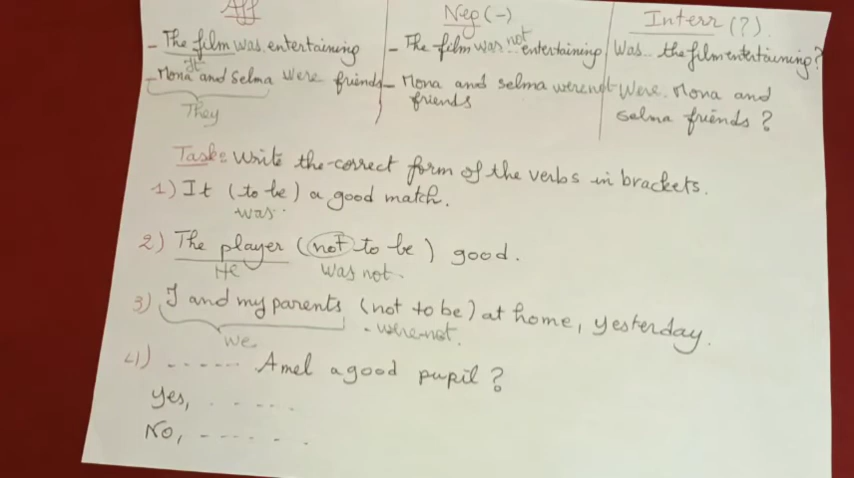 Aff
Neg (-)
Interr (?)
- The film was entertaining
It
- The film was not entertaining
Was the film entertaining?
- Mona and Selma were friends
They
- Mona and selma were not
friends
Were Mona and
Selma friends ?
Task: Write the correct form of the verbs in brackets.
1) It (to be) a good match.
was
2) The player (not to be) good.
He was not.
3) I and my parents (not to be) at home, yesterday.
We were not.
4) ...... Amel a good pupil ?
Yes, ......
No, ......